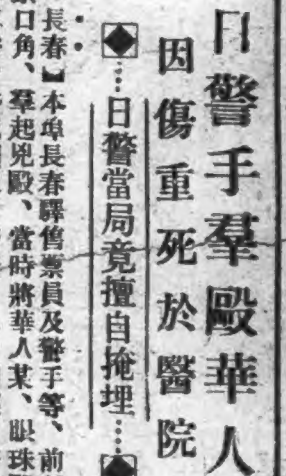 日警手羣毆華人
因傷重死於醫院
◆……日警當局竟擅自掩埋……◆
長春】本埠長春驛售票員及警手等、前
口角、羣起兇毆、當時將華人某、眼珠